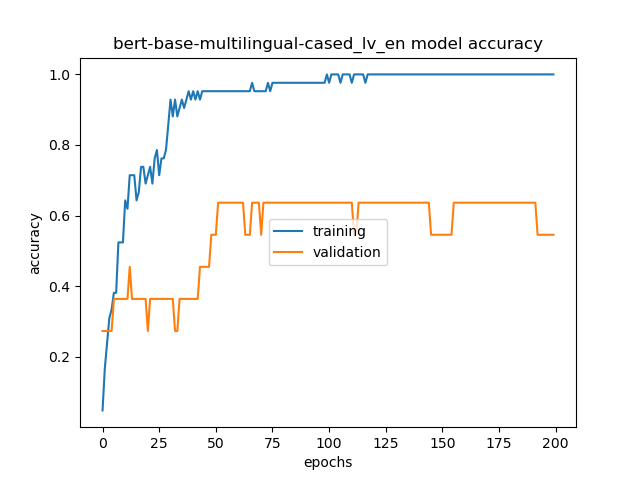 bert-base-multilingual-cased_lv_en model accuracy
1.0
0.8
0.6
0.4
0.2
accuracy
training
validation
0 25 50 75 100 125 150 175 200
epochs